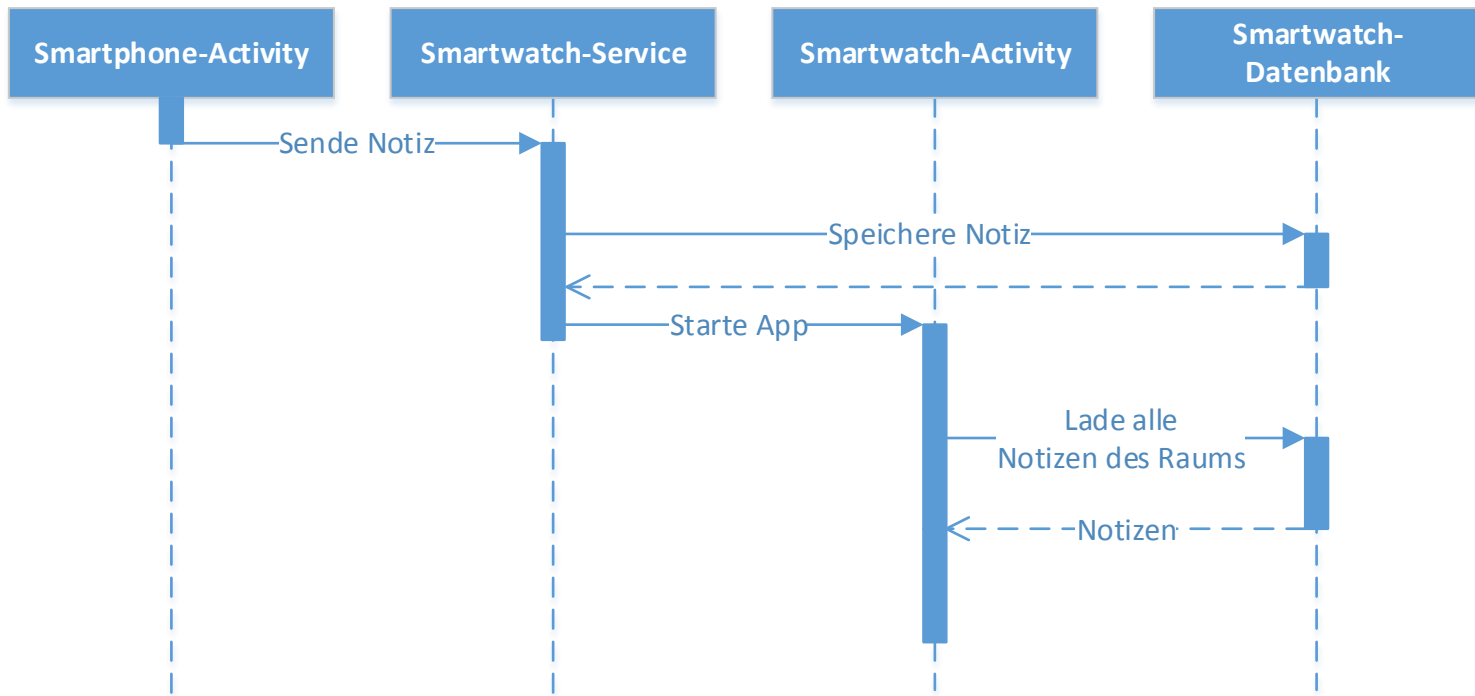 Smartphone-Activity
Smartwatch-Service
Smartwatch-Activity
Smartwatch-
Datenbank
Sende Notiz
Speichere Notiz
Starte App
Lade alle
Notizen des Raums
Notizen